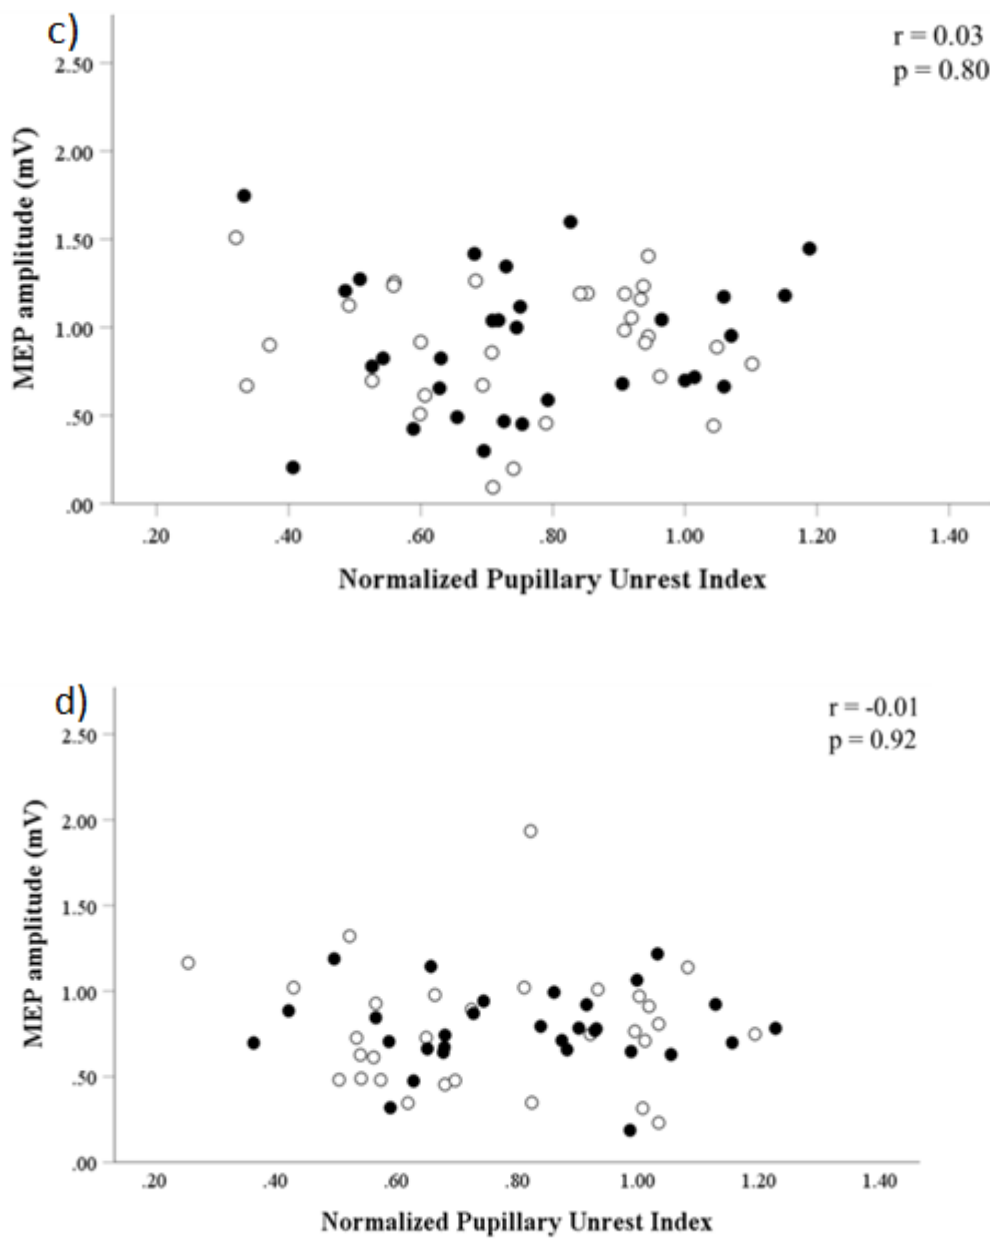 c)
r = 0.03
p = 0.80
2.50
2.00
1.50
1.00
.50
.00
MEP amplitude (mV)
.20 .40 .60 .80 1.00 1.20 1.40
Normalized Pupillary Unrest Index
d)
r = -0.01
p = 0.92
2.50
2.00
1.50
1.00
.50
.00
MEP amplitude (mV)
.20 .40 .60 .80 1.00 1.20 1.40
Normalized Pupillary Unrest Index